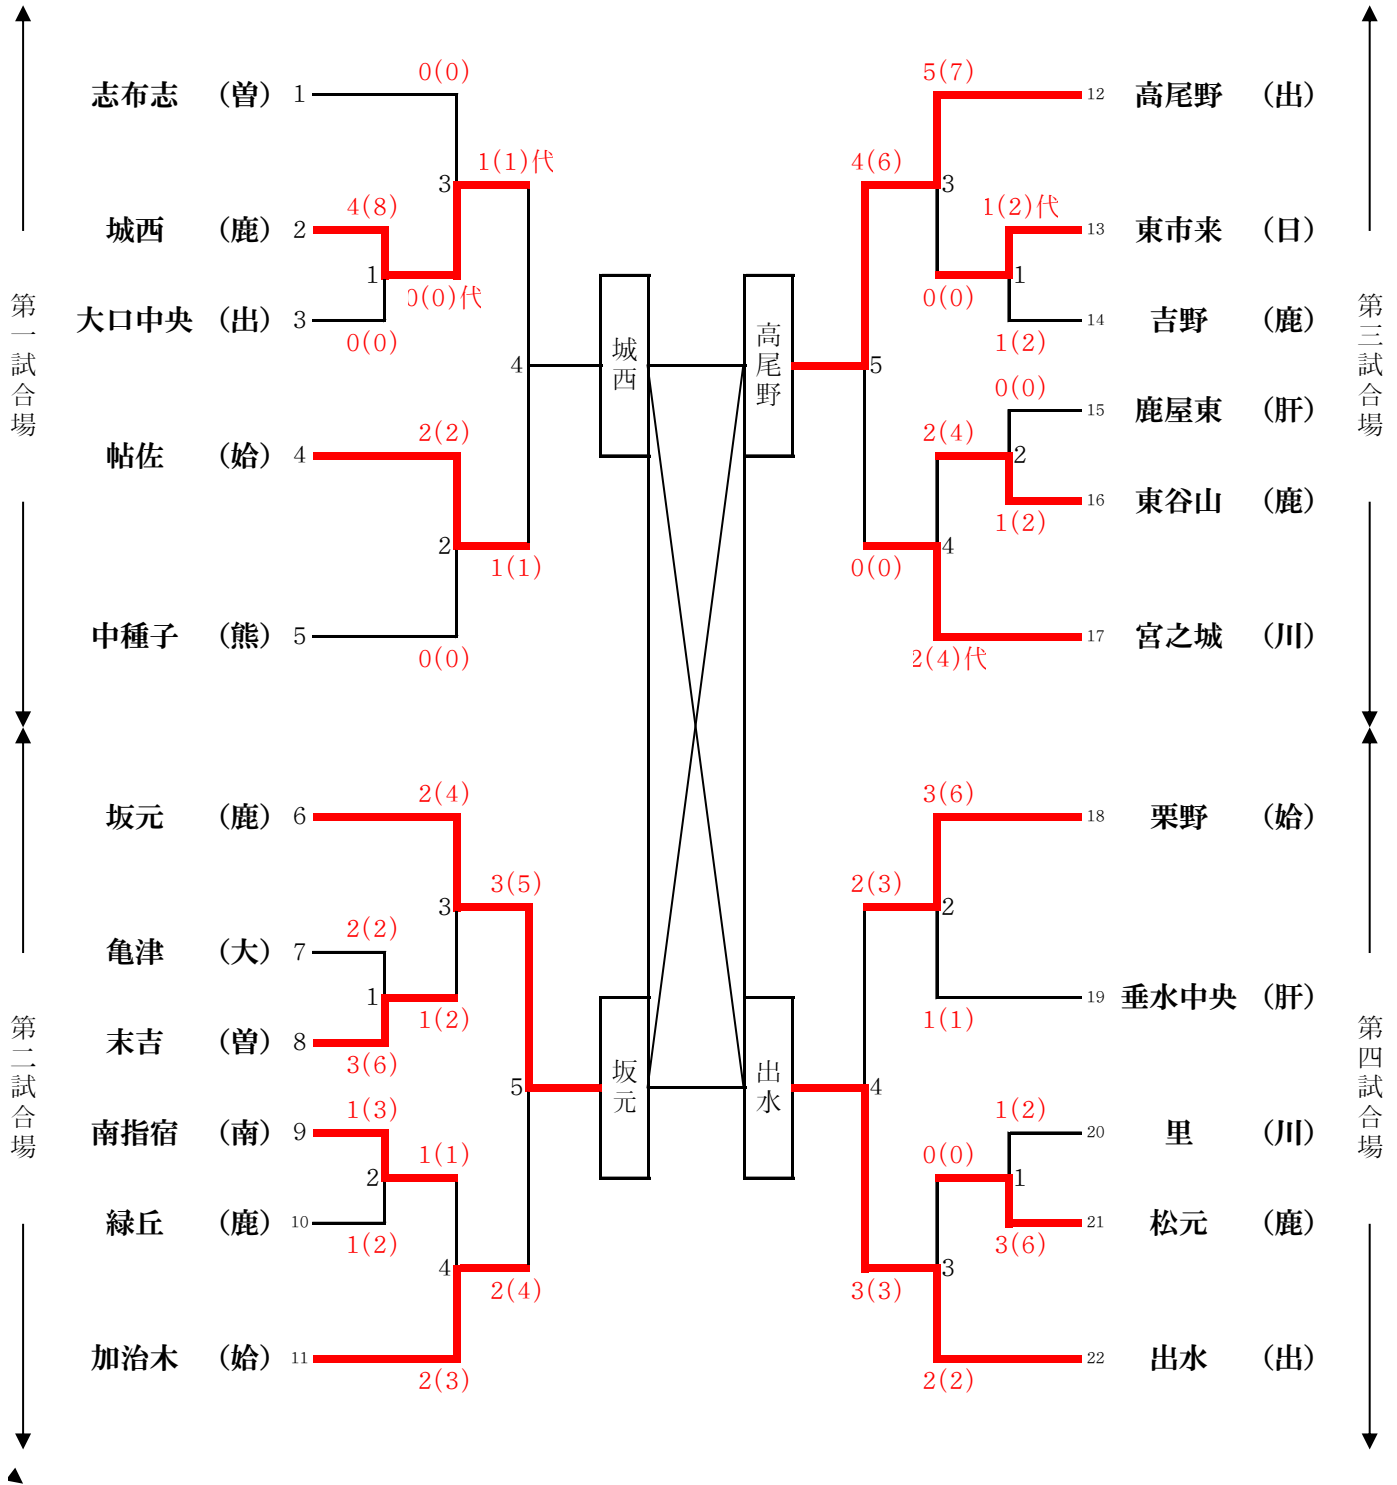 第一試合場
志布志 （曽） 1
0(0)
3
1(1)代
城西 （鹿） 2
4(8)
1
0(0)代
大口中央 （出） 3
0(0)
4
帖佐 （姶） 4
2(2)
2
1(1)
中種子 （熊） 5
0(0)
城西
第二試合場
坂元 （鹿） 6
2(4)
3
3(5)
亀津 （大） 7
2(2)
1
1(2)
末吉 （曽） 8
3(6)
5
南指宿 （南） 9
1(3)
2
1(1)
緑丘 （鹿） 10
1(2)
4
2(4)
加治木 （姶） 11
2(3)
坂元
第三試合場
5(7)
12 高尾野 （出）
4(6)
3
1(2)代
13 東市来 （日）
1
0(0)
14 吉野 （鹿）
1(2)
高尾野
5
0(0)
15 鹿屋東 （肝）
2(4)
2
16 東谷山 （鹿）
1(2)
4
0(0)
17 宮之城 （川）
2(4)代
第四試合場
3(6)
18 栗野 （姶）
2(3)
2
19 垂水中央 （肝）
1(1)
出水
4
1(2)
20 里 （川）
0(0)
1
21 松元 （鹿）
3(6)
3
3(3)
22 出水 （出）
2(2)